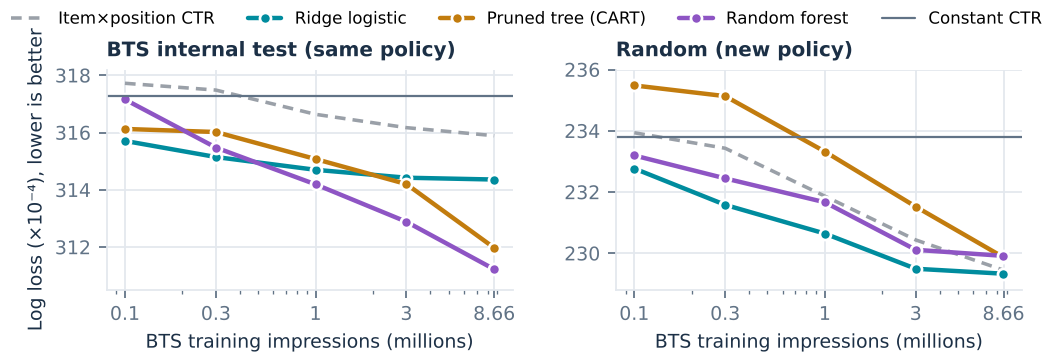 Item×position CTR
Ridge logistic
Pruned tree (CART)
Random forest
Constant CTR
BTS internal test (same policy)
Log loss (×10⁻⁴), lower is better
318
316
314
312
0.1
0.3
1
3
8.66
BTS training impressions (millions)
Random (new policy)
236
234
232
230
0.1
0.3
1
3
8.66
BTS training impressions (millions)